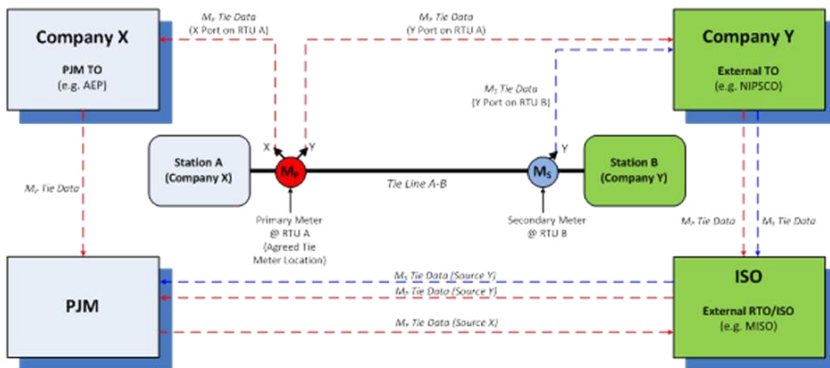 Company X
PJM TO
(e.g. AEP)
Mₚ Tie Data
(X Port on RTU A)
Mₚ Tie Data
(Y Port on RTU A)
Company Y
External TO
(e.g. NIPSCO)
Mₛ Tie Data
(Y Port on RTU B)
Station A
(Company X)
X
Y
Mₚ
Tie Line A-B
Y
Mₛ
Station B
(Company Y)
Mₚ Tie Data
Primary Meter
@ RTU A
(Agreed Tie
Meter Location)
Secondary Meter
@ RTU B
Mₚ Tie Data
Mₛ Tie Data
PJM
Mₛ Tie Data (Source Y)
Mₚ Tie Data (Source Y)
Mₚ Tie Data (Source X)
ISO
External RTO/ISO
(e.g. MISO)